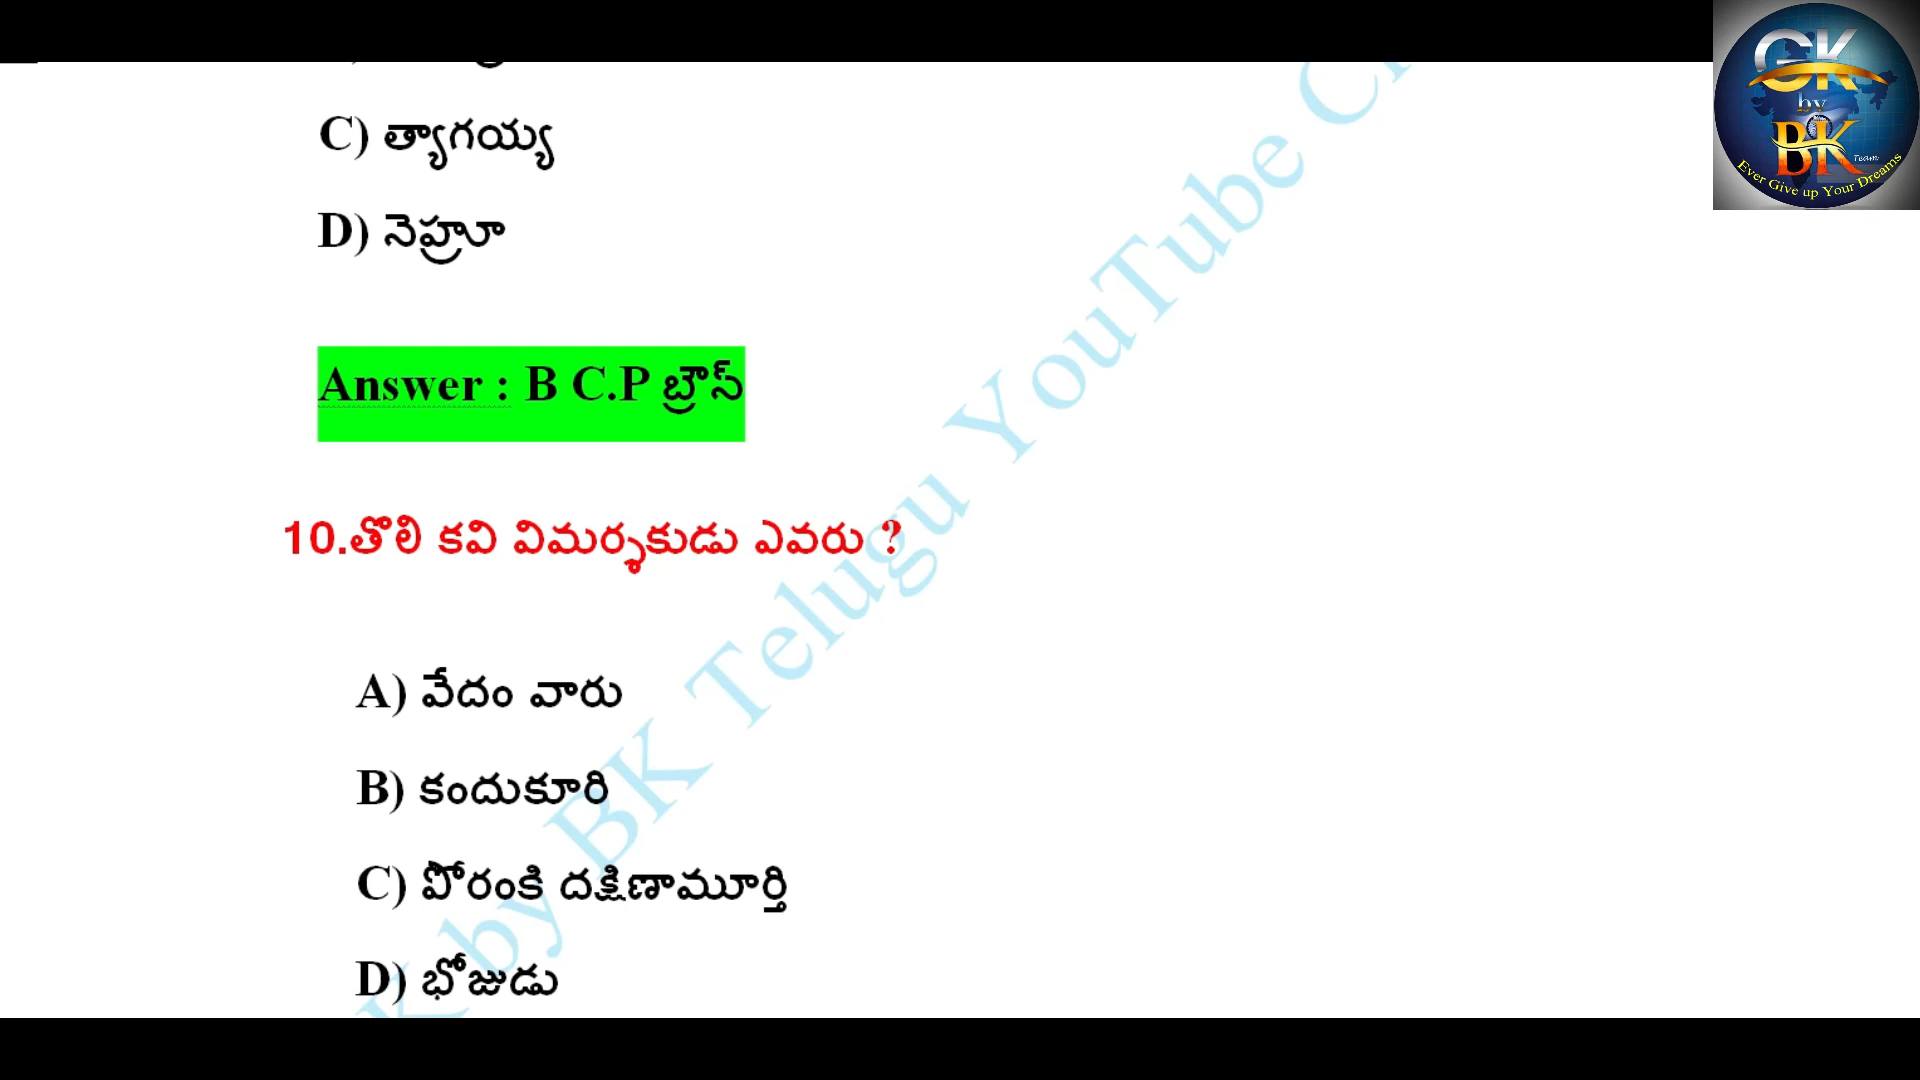 C) త్యాగయ్య
D) నెహ్రూ
Answer : B C.P బ్రౌన్
10.తొలి కవి విమర్శకుడు ఎవరు ?
A) వేదం వారు
B) కందుకూరి
C) పోరంకి దక్షిణామూర్తి
D) భోజుడు
K by BK Telugu YouTube C
GK
by
BK
Team
Ever Give up Your Dreams